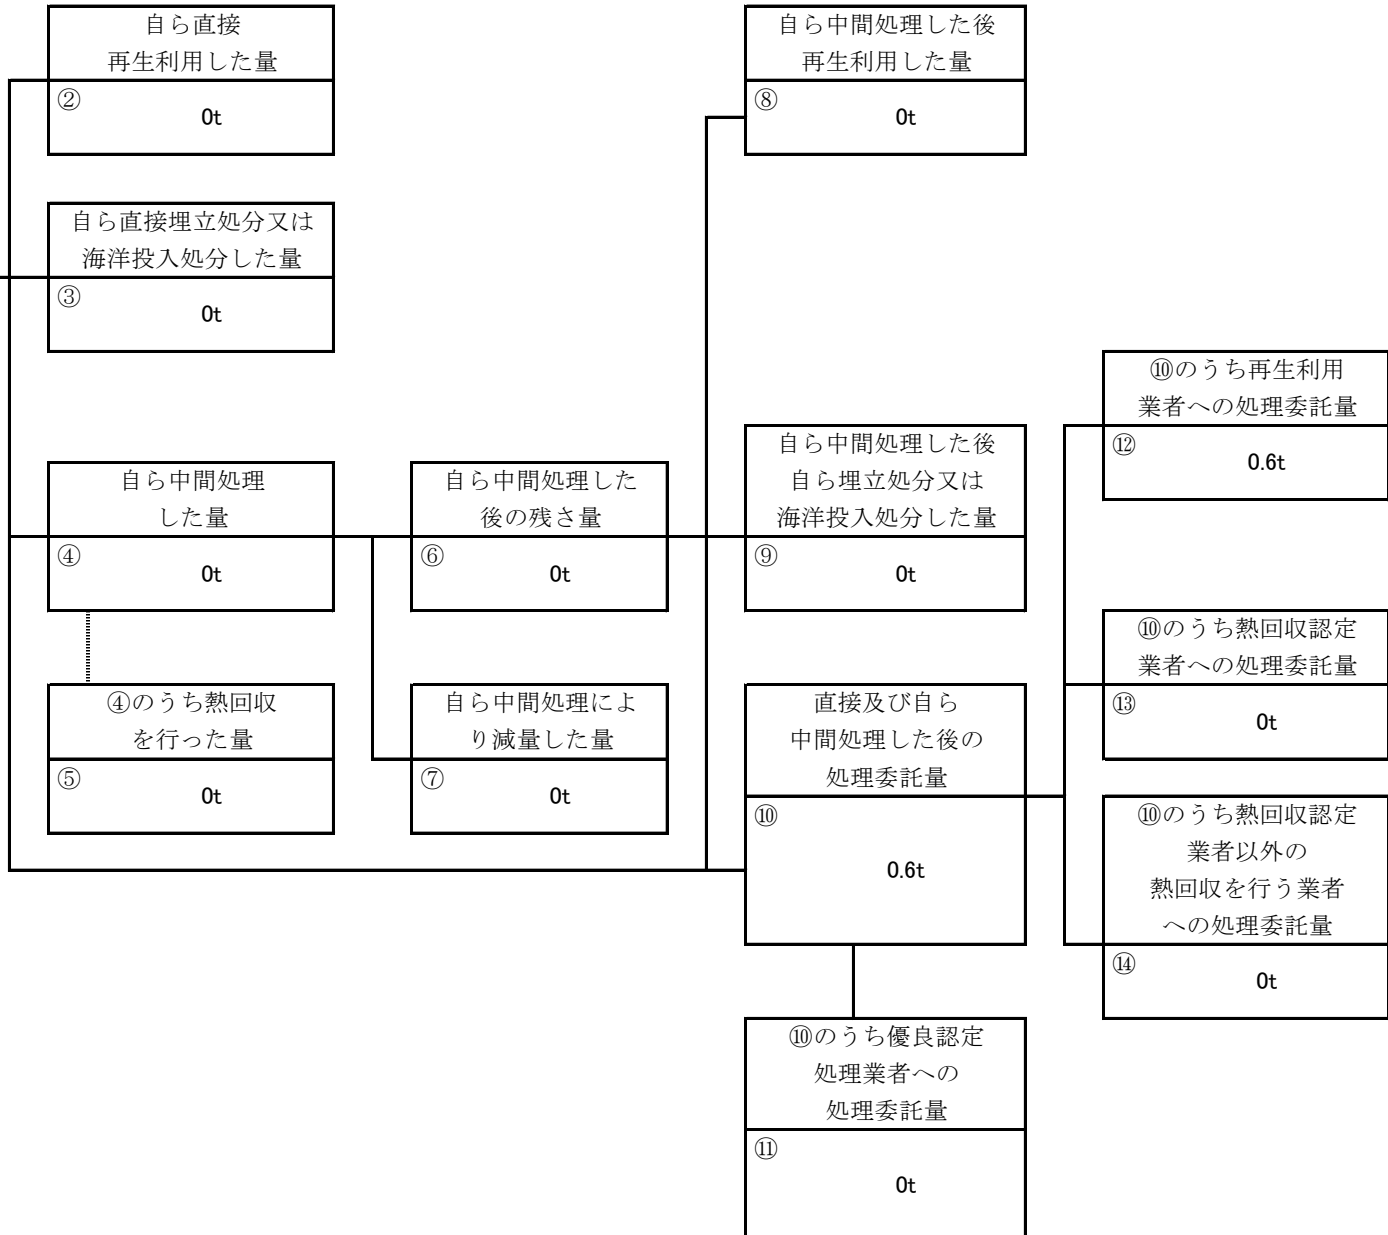 自ら直接
再生利用した量
②
0t
自ら中間処理した後
再生利用した量
⑧
0t
自ら直接埋立処分又は
海洋投入処分した量
③
0t
⑩のうち再生利用
業者への処理委託量
⑫
0.6t
自ら中間処理
した量
④
0t
自ら中間処理した
後の残さ量
⑥
0t
自ら中間処理した後
自ら埋立処分又は
海洋投入処分した量
⑨
0t
⑩のうち熱回収認定
業者への処理委託量
⑬
0t
④のうち熱回収
を行った量
⑤
0t
自ら中間処理によ
り減量した量
⑦
0t
直接及び自ら
中間処理した後の
処理委託量
⑩
0.6t
⑩のうち熱回収認定
業者以外の
熱回収を行う業者
への処理委託量
⑭
0t
⑩のうち優良認定
処理業者への
処理委託量
⑪
0t